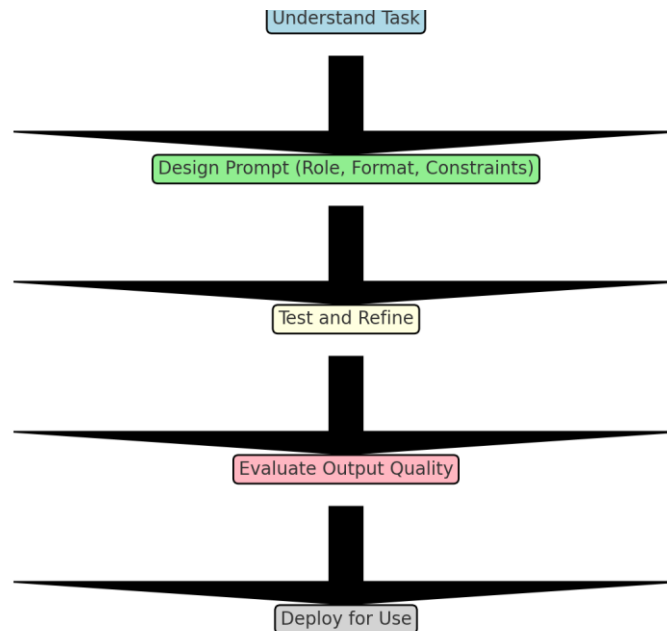 Understand Task
Design Prompt (Role, Format, Constraints)
Test and Refine
Evaluate Output Quality
Deploy for Use